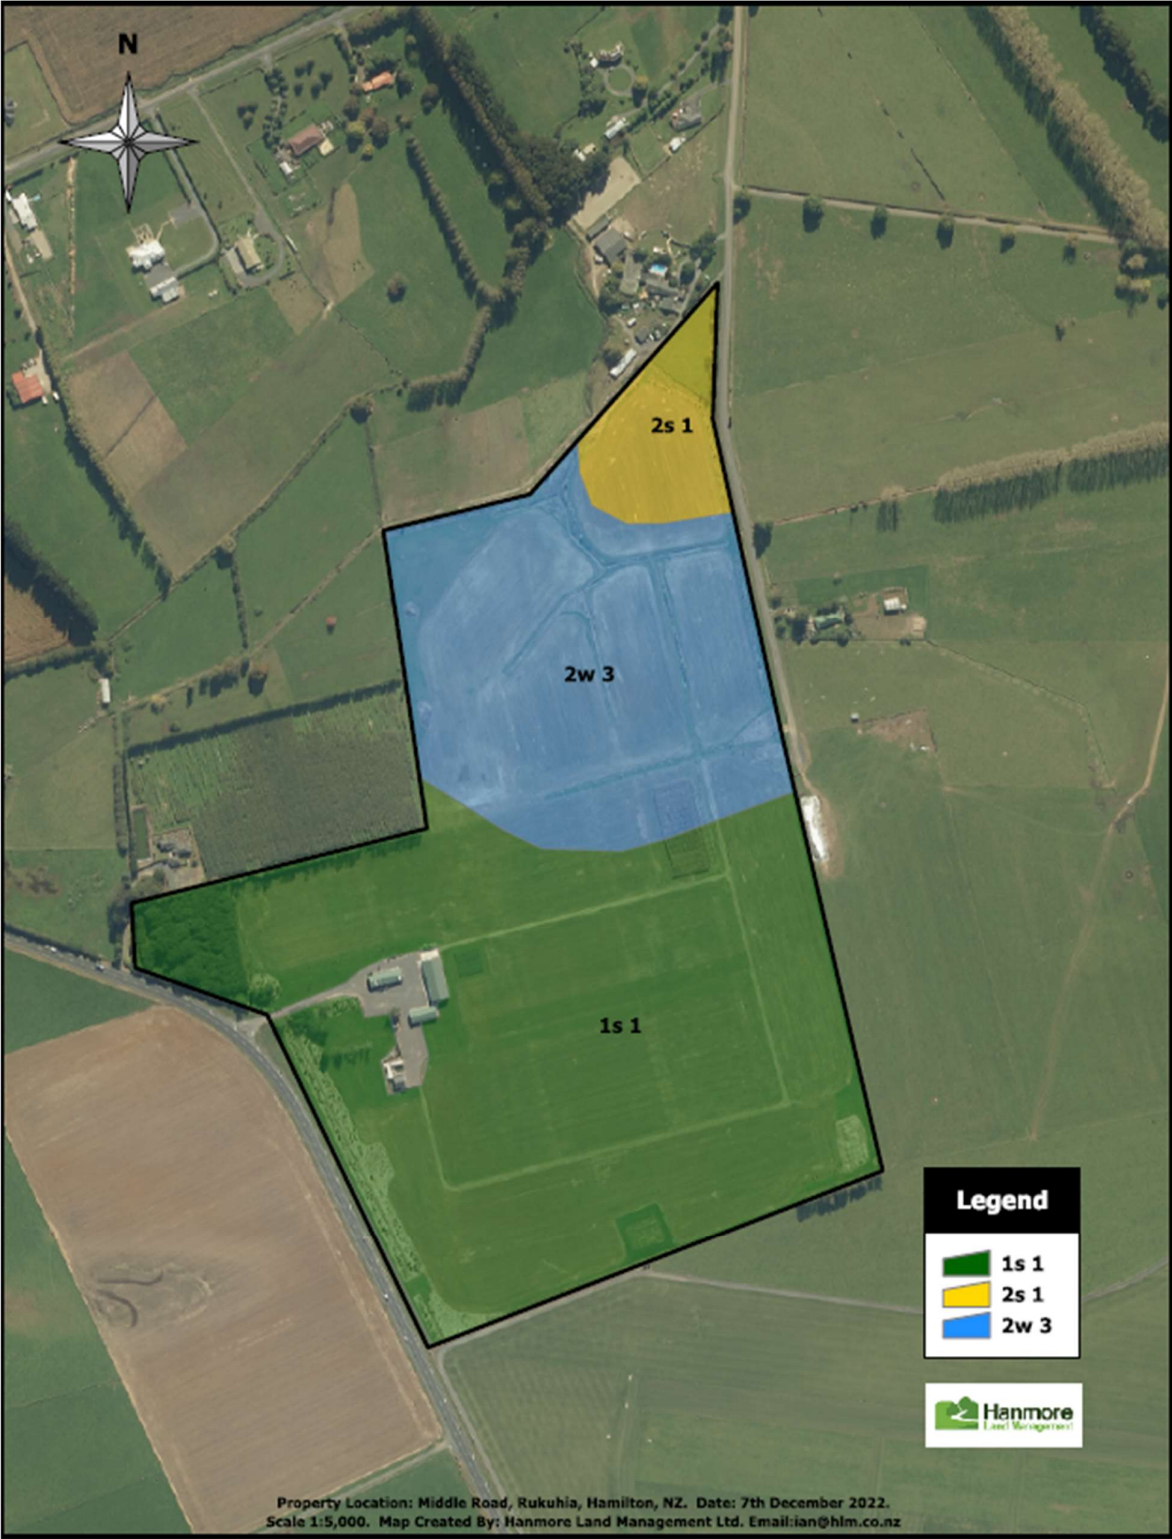 N
2s 1
2w 3
1s 1
Legend
1s 1
2s 1
2w 3
Hanmore
Land Management
Property Location: Middle Road, Rukuhia, Hamilton, NZ. Date: 7th December 2022.
Scale 1:5,000. Map Created By: Hanmore Land Management Ltd. Email:ian@hlm.co.nz